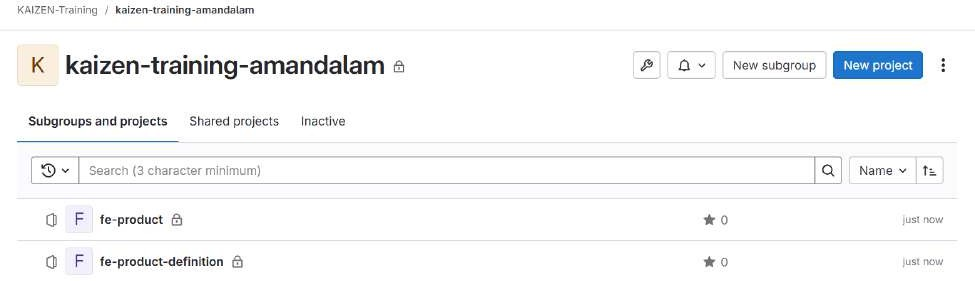 KAIZEN-Training / kaizen-training-amandalam
K kaizen-training-amandalam New subgroup New project
Subgroups and projects Shared projects Inactive
Search (3 character minimum) Name
F fe-product 0 just now
F fe-product-definition 0 just now